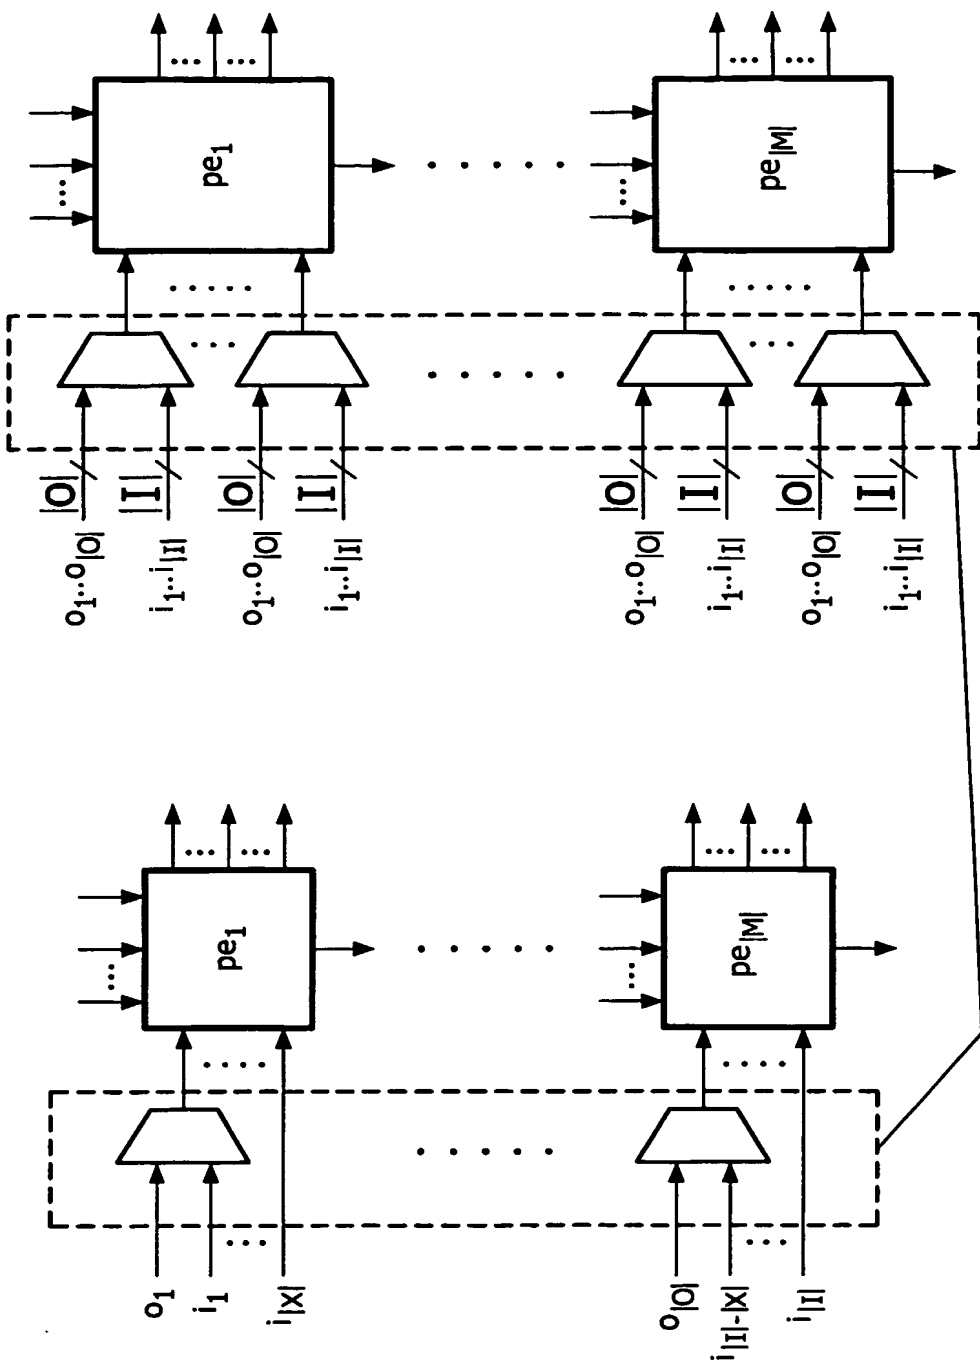 o₁
i₁
i|X|
pe₁
o|O|
i|I|-|X|
i|I|
pe|M|
o₁..o|O|
|O|
i₁..i|I|
|I|
o₁..o|O|
|O|
i₁..i|I|
|I|
pe₁
o₁..o|O|
|O|
i₁..i|I|
|I|
o₁..o|O|
|O|
i₁..i|I|
|I|
pe|M|